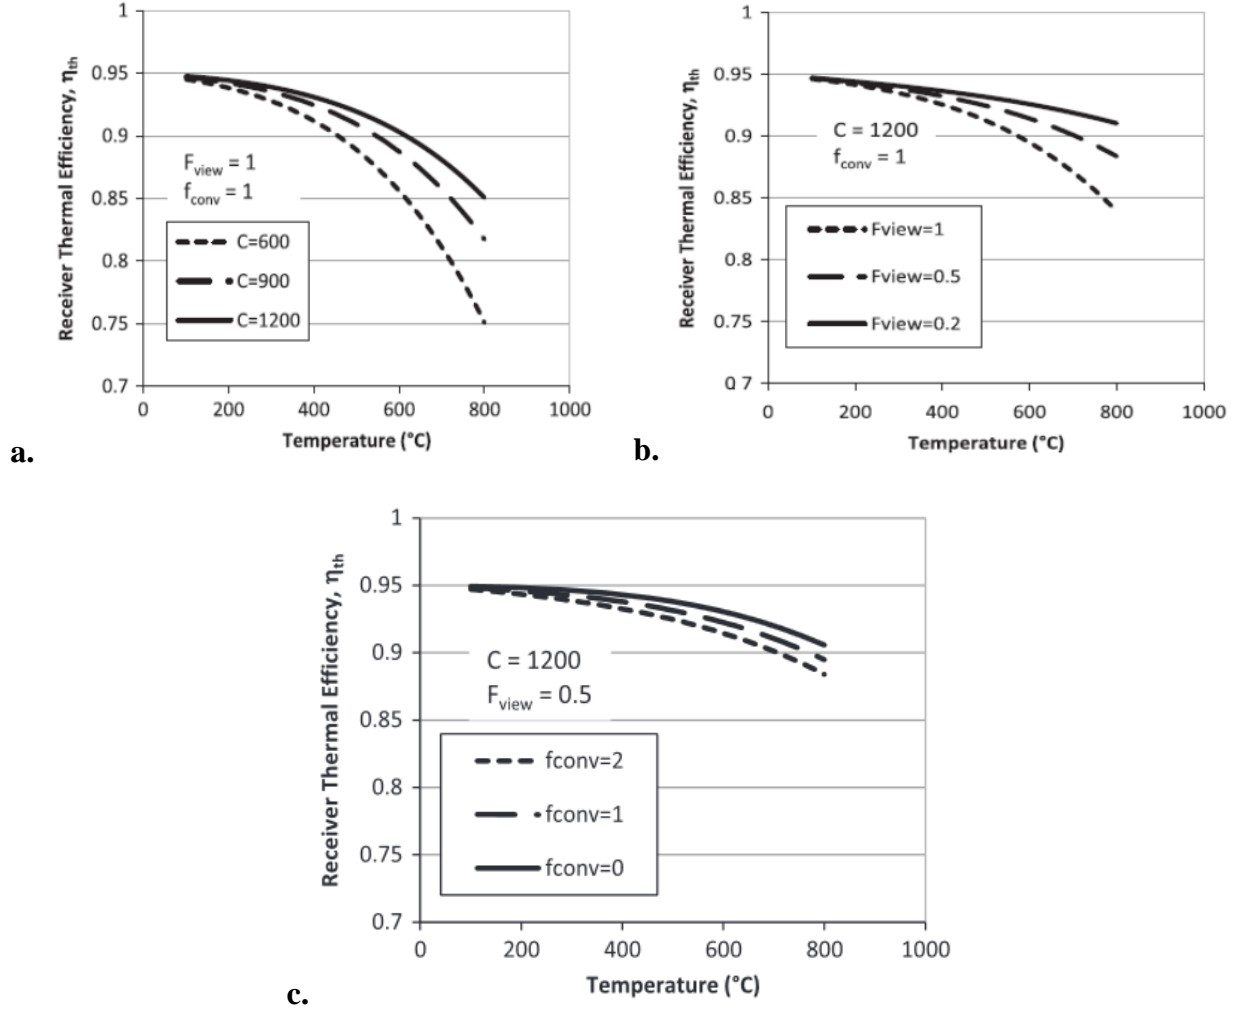 1
0.95
0.9
0.85
0.8
0.75
0.7
0
200
400
600
800
1000
Receiver Thermal Efficiency, ηth
Temperature (°C)
Fview = 1
fconv = 1
C=600
C=900
C=1200
a.
1
0.95
0.9
0.85
0.8
0.75
0 7
0
200
400
600
800
1000
Receiver Thermal Efficiency, ηth
Temperature (°C)
C = 1200
fconv = 1
Fview=1
Fview=0.5
Fview=0.2
b.
1
0.95
0.9
0.85
0.8
0.75
0.7
0
200
400
600
800
1000
Receiver Thermal Efficiency, ηth
Temperature (°C)
C = 1200
Fview = 0.5
fconv=2
fconv=1
fconv=0
c.